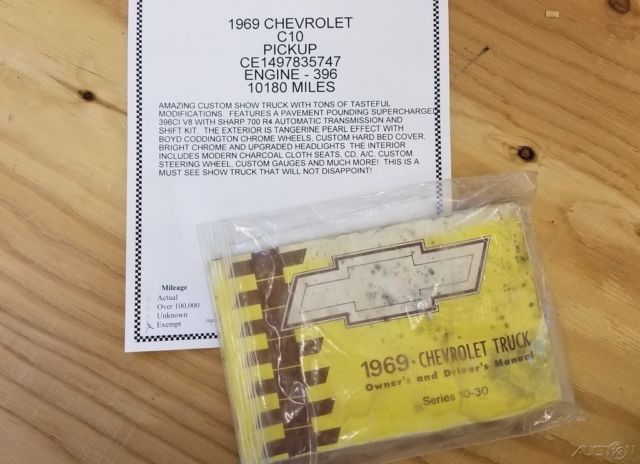 1969 CHEVROLET
C10
PICKUP
CE1497835747
ENGINE - 396
10180 MILES
AMAZING CUSTOM SHOW TRUCK WITH TONS OF TASTEFUL
MODIFICATIONS. FEATURES A PAVEMENT POUNDING SUPERCHARGED
396CI V8 WITH SHARP 700 R4 AUTOMATIC TRANSMISSION AND
SHIFT KIT. THE EXTERIOR IS TANGERINE PEARL EFFECT WITH
BOYD CODDINGTON CHROME WHEELS, CUSTOM HARD BED COVER,
BRIGHT CHROME AND UPGRADED HEADLIGHTS. THE INTERIOR
INCLUDES MODERN CHARCOAL CLOTH SEATS, CD, A/C, CUSTOM
STEERING WHEEL, CUSTOM GAUGES AND MUCH MORE! THIS IS A
MUST SEE SHOW TRUCK THAT WILL NOT DISAPPOINT!
Mileage
Actual
Over 100,000
Unknown
Exempt
1969 · CHEVROLET TRUCK
Owner's and Driver's Manual
Series 10-30